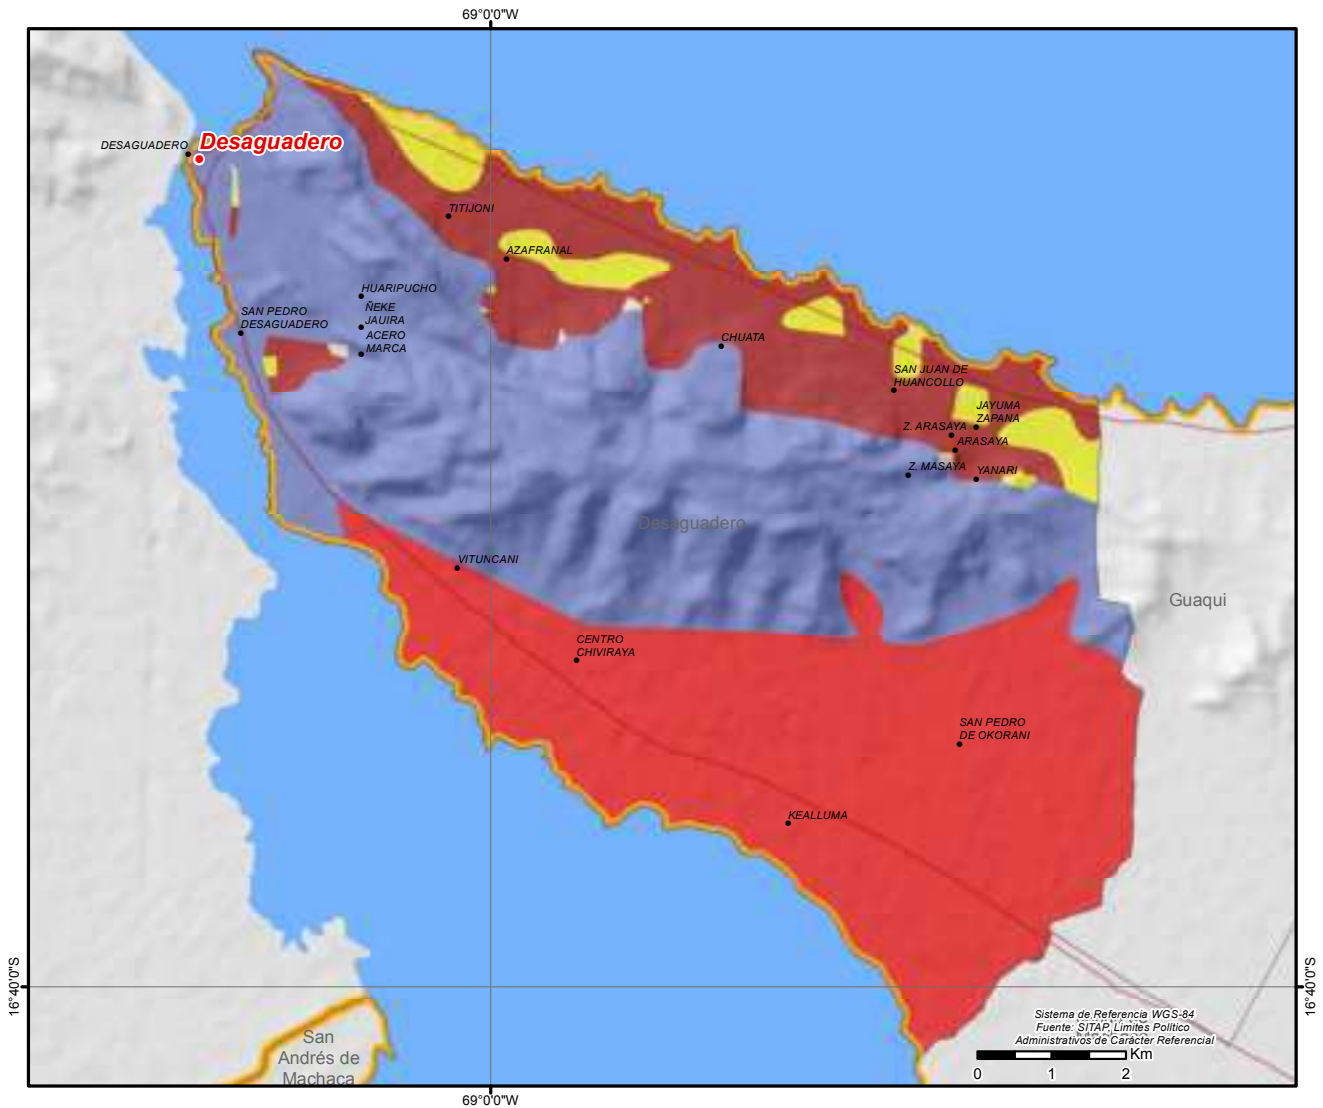 69°0'0"W
DESAGUADERO
Desaguadero
TITIJONI
AZAFRANAL
HUARIPUCHO
ÑEKE
JAUIRA
SAN PEDRO
DESAGUADERO
ACERO
MARCA
CHUATA
SAN JUAN DE
HUANCOLLO
JAYUMA
ZAPANA
Z. ARASAYA
ARASAYA
Z. MASAYA
YANARI
Desaguadero
VITUNCANI
Guaqui
CENTRO
CHIVIRAYA
SAN PEDRO
DE OKORANI
KEALLUMA
16°40'0"S
16°40'0"S
San
Andrés de
Machaca
Sistema de Referencia WGS-84
Fuente: SITAP, Limites Político
Administrativos de Carácter Referencial
Km
0 1 2
69°0'0"W